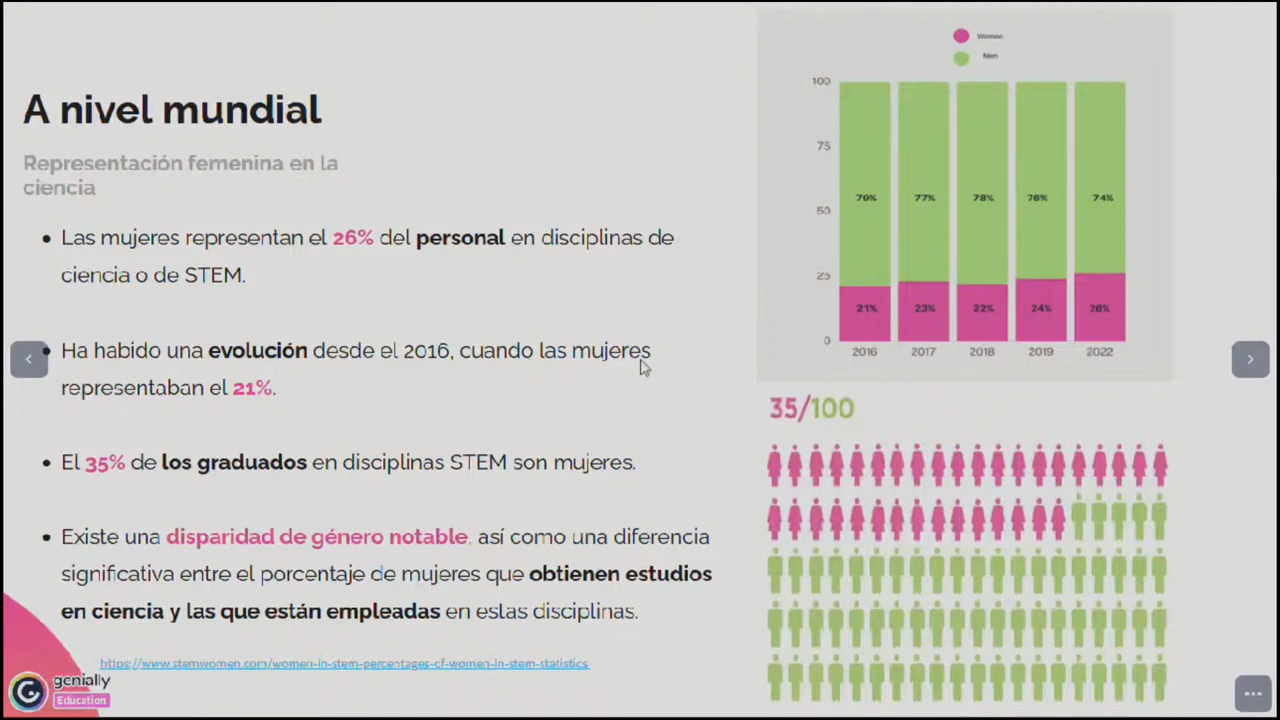 A nivel mundial
Representación femenina en la
ciencia
Las mujeres representan el 26% del personal en disciplinas de
ciencia o de STEM.
Ha habido una evolución desde el 2016, cuando las mujeres
representaban el 21%.
El 35% de los graduados en disciplinas STEM son mujeres.
Existe una disparidad de género notable, así como una diferencia
significativa entre el porcentaje de mujeres que obtienen estudios
en ciencia y las que están empleadas en estas disciplinas.
https://www.stemwomen.com/women-in-stem-percentages-of-women-in-stem-statistics
genially
Education
Women
Men
100
75
50
25
0
79% 77% 78% 76% 74%
21% 23% 22% 24% 26%
2016 2017 2018 2019 2022
35/100